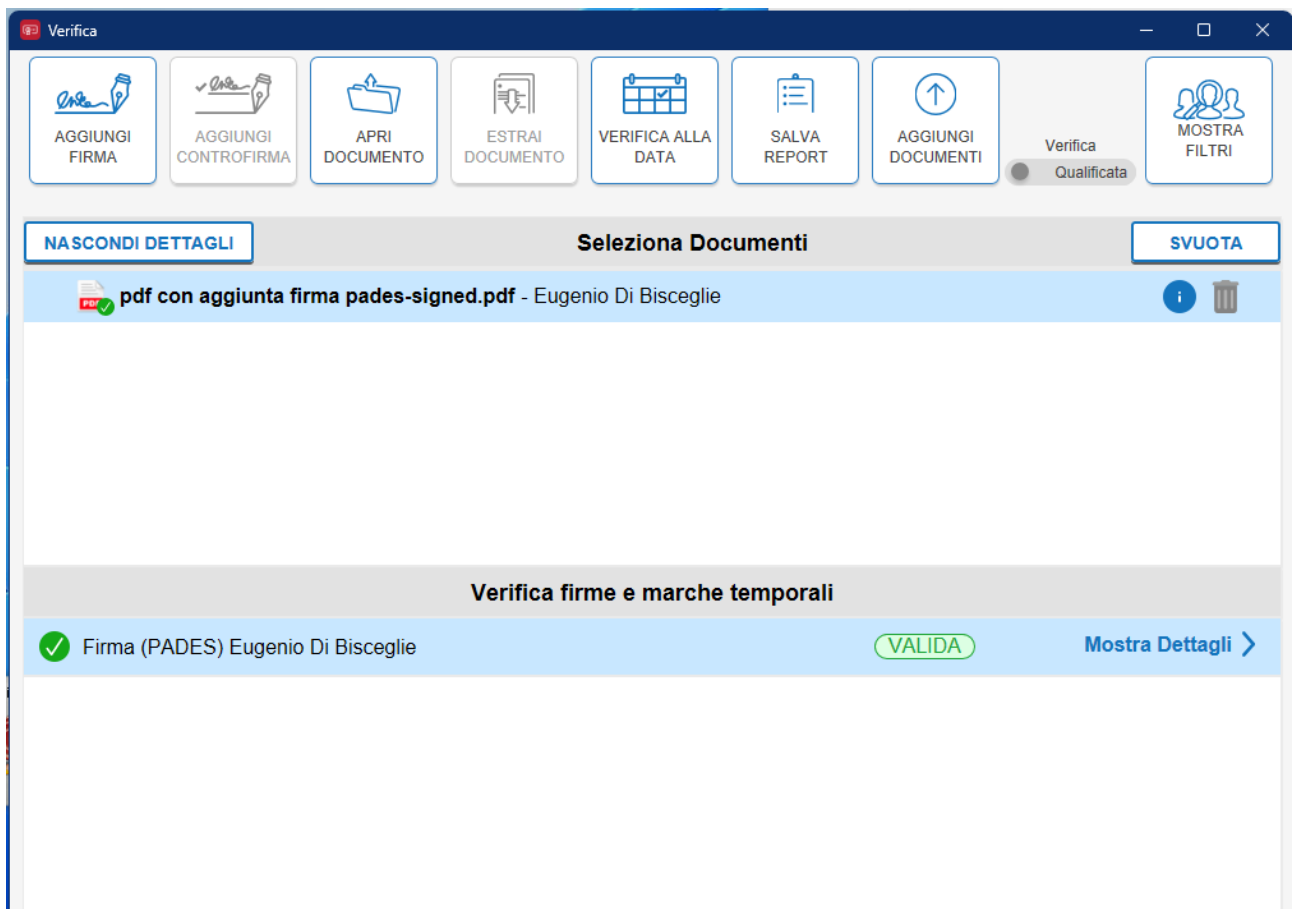 Verifica
AGGIUNGI
FIRMA
AGGIUNGI
CONTROFIRMA
APRI
DOCUMENTO
ESTRAI
DOCUMENTO
VERIFICA ALLA
DATA
SALVA
REPORT
AGGIUNGI
DOCUMENTI
Verifica
Qualificata
MOSTRA
FILTRI
NASCONDI DETTAGLI
Seleziona Documenti
SVUOTA
PDF
pdf con aggiunta firma pades-signed.pdf - Eugenio Di Bisceglie
Verifica firme e marche temporali
Firma (PADES) Eugenio Di Bisceglie
VALIDA
Mostra Dettagli